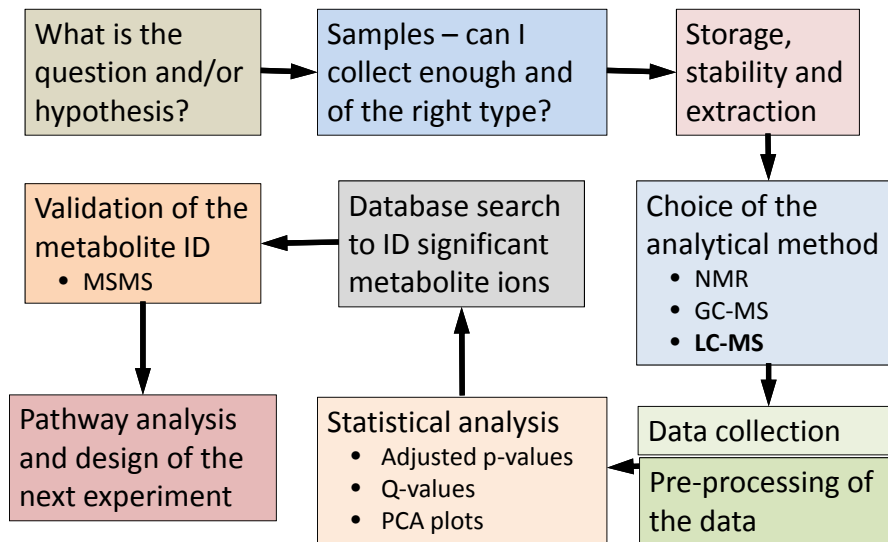 What is the
question and/or
hypothesis?
Samples – can I
collect enough and
of the right type?
Storage,
stability and
extraction
Choice of the
analytical method
• NMR
• GC-MS
• LC-MS
Data collection
Pre-processing of
the data
Statistical analysis
• Adjusted p-values
• Q-values
• PCA plots
Database search
to ID significant
metabolite ions
Validation of the
metabolite ID
• MSMS
Pathway analysis
and design of the
next experiment